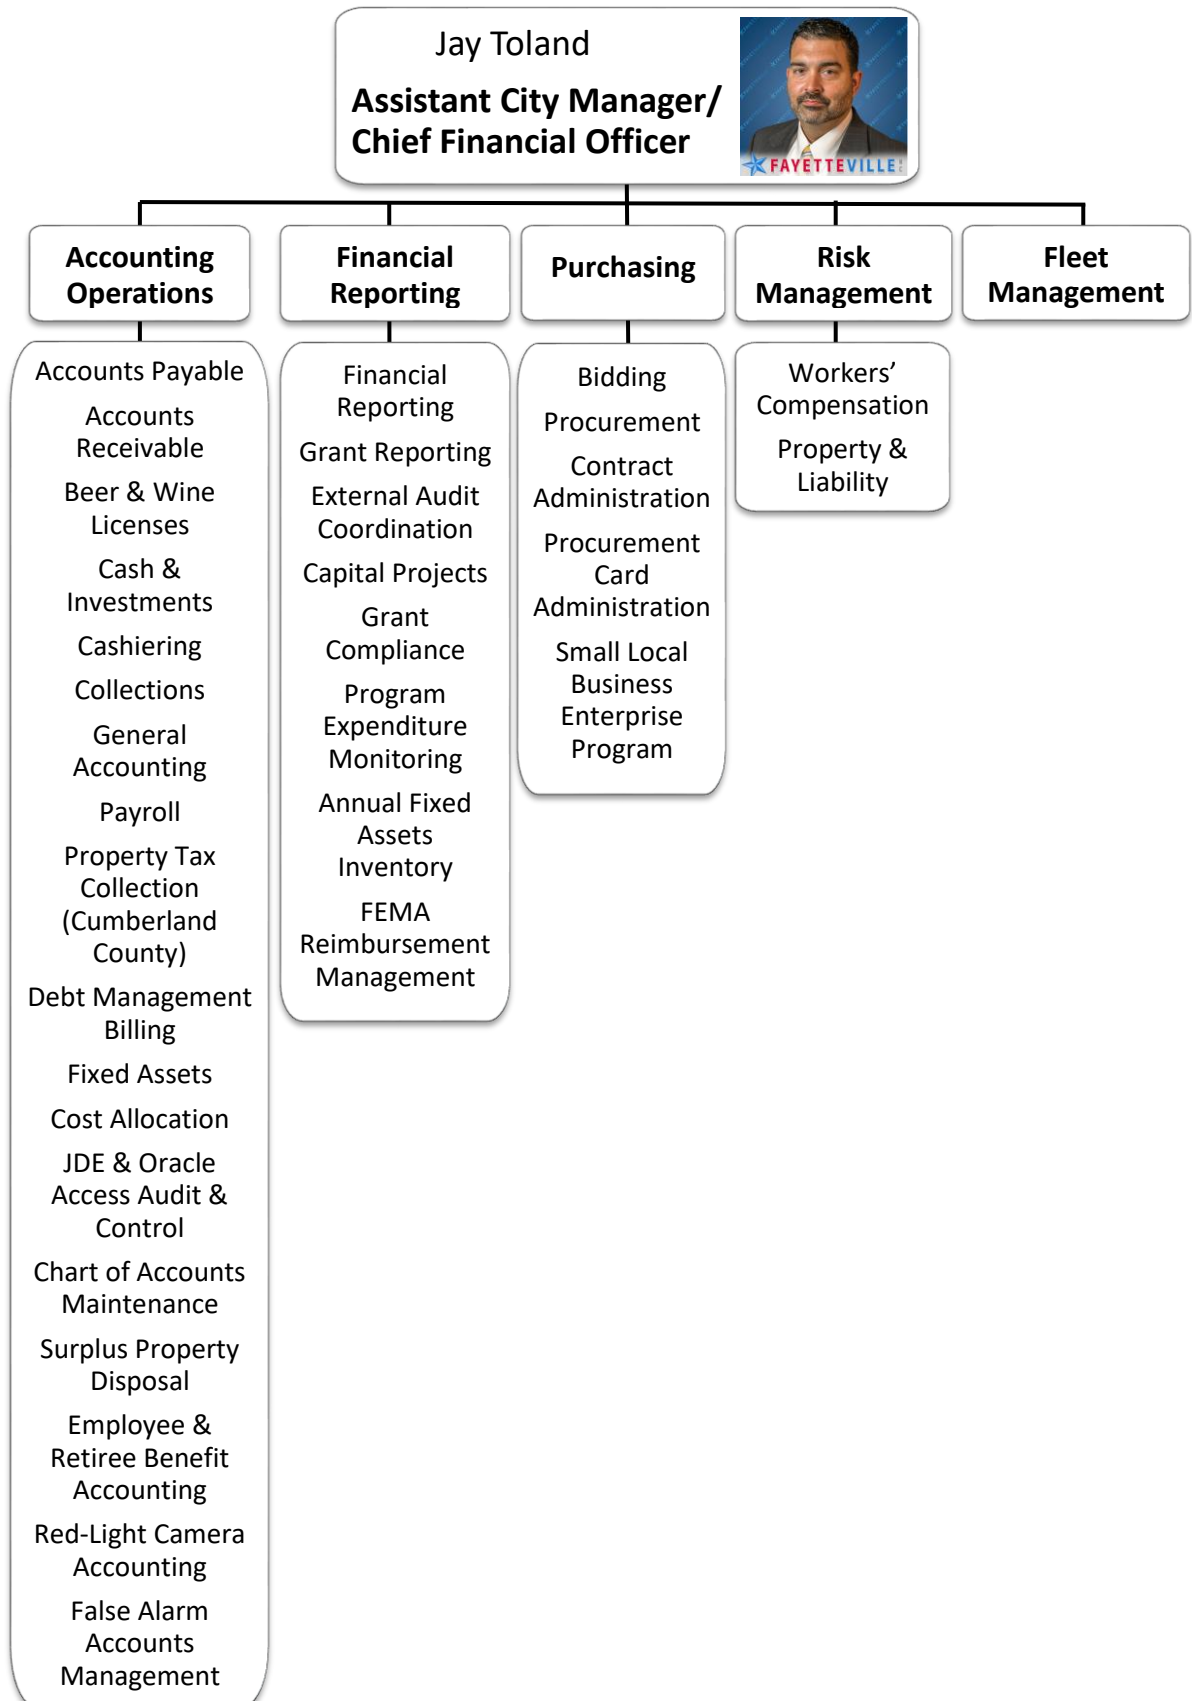 Jay Toland
Assistant City Manager/
Chief Financial Officer
FAYETTEVILLE
Accounting
Operations
Accounts Payable
Accounts
Receivable
Beer & Wine
Licenses
Cash &
Investments
Cashiering
Collections
General
Accounting
Payroll
Property Tax
Collection
(Cumberland
County)
Debt Management
Billing
Fixed Assets
Cost Allocation
JDE & Oracle
Access Audit &
Control
Chart of Accounts
Maintenance
Surplus Property
Disposal
Employee &
Retiree Benefit
Accounting
Red-Light Camera
Accounting
False Alarm
Accounts
Management
Financial
Reporting
Financial
Reporting
Grant Reporting
External Audit
Coordination
Capital Projects
Grant
Compliance
Program
Expenditure
Monitoring
Annual Fixed
Assets
Inventory
FEMA
Reimbursement
Management
Purchasing
Bidding
Procurement
Contract
Administration
Procurement
Card
Administration
Small Local
Business
Enterprise
Program
Risk
Management
Workers’
Compensation
Property &
Liability
Fleet
Management